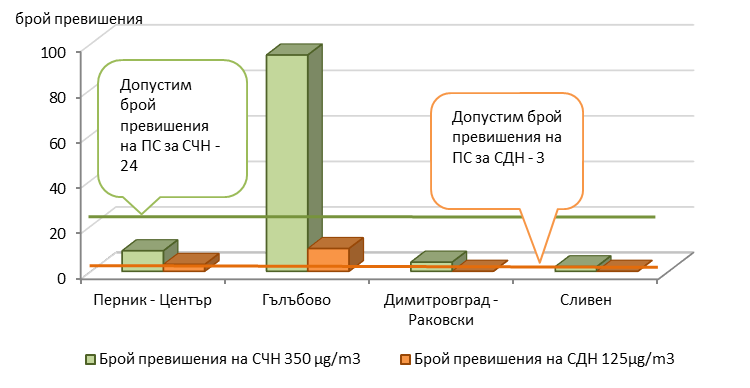 брой превишения
100
80
60
40
20
0
Допустим
брой
превишения
на ПС за СЧН -
24
Допустим брой
превишения на
ПС за СДН - 3
Перник - Център
Гълъбово
Димитровград -
Раковски
Сливен
Брой превишения на СЧН 350 µg/m3
Брой превишения на СДН 125µg/m3